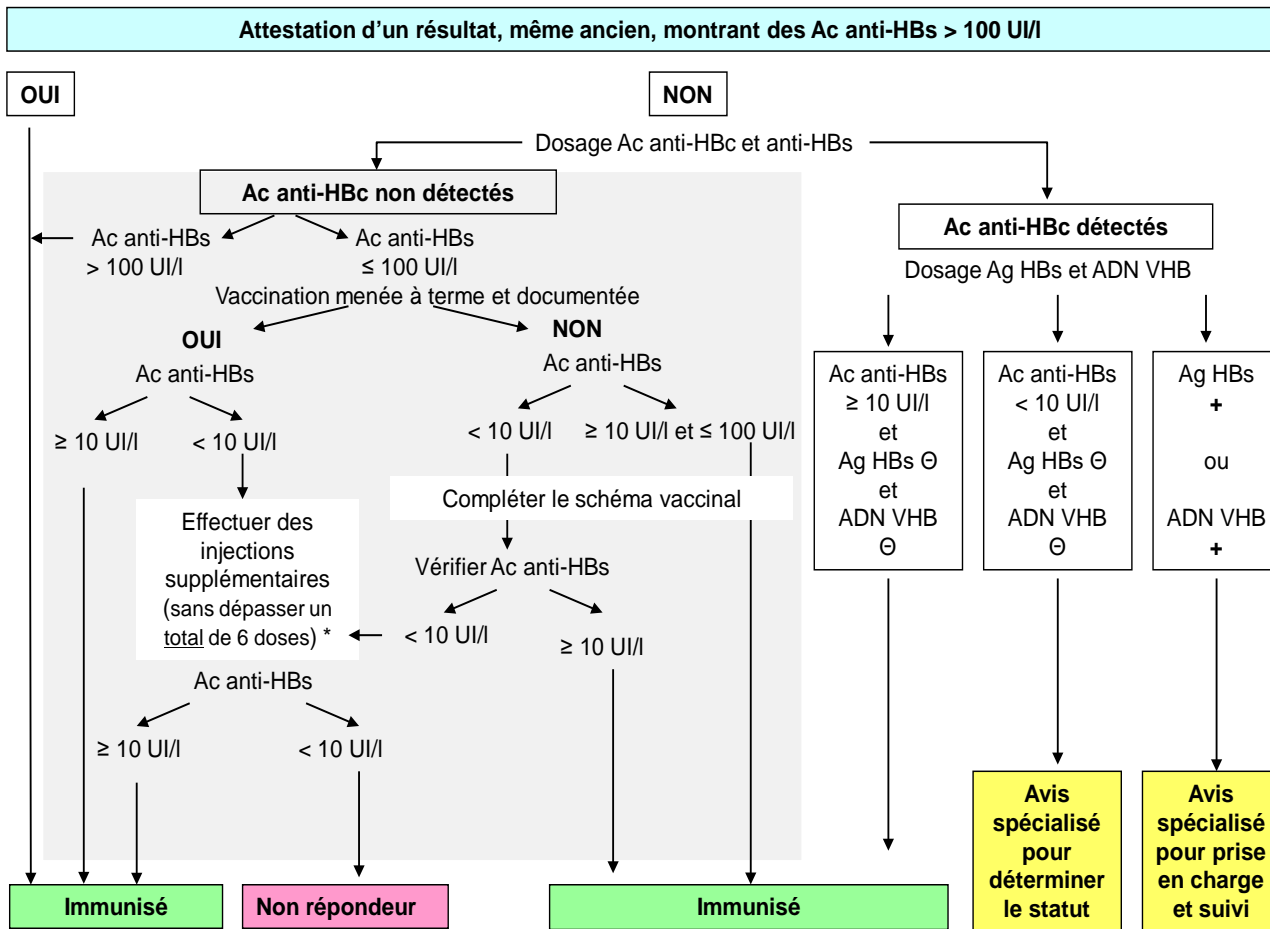 Attestation d’un résultat, même ancien, montrant des Ac anti-HBs > 100 UI/l
OUI
NON
Dosage Ac anti-HBc et anti-HBs
Ac anti-HBc non détectés
Ac anti-HBs
> 100 UI/l
Ac anti-HBs
≤ 100 UI/l
Vaccination menée à terme et documentée
OUI
Ac anti-HBs
≥ 10 UI/l
< 10 UI/l
NON
Ac anti-HBs
< 10 UI/l
≥ 10 UI/l et ≤ 100 UI/l
Effectuer des
injections
supplémentaires
(sans dépasser un
total de 6 doses) *
Compléter le schéma vaccinal
Vérifier Ac anti-HBs
< 10 UI/l
≥ 10 UI/l
Ac anti-HBs
≥ 10 UI/l
< 10 UI/l
Ac anti-HBc détectés
Dosage Ag HBs et ADN VHB
Ac anti-HBs
≥ 10 UI/l
et
Ag HBs Θ
et
ADN VHB
Θ
Ac anti-HBs
< 10 UI/l
et
Ag HBs Θ
et
ADN VHB
Θ
Ag HBs
+
ou
ADN VHB
+
Immunisé
Non répondeur
Immunisé
Avis
spécialisé
pour
déterminer
le statut
Avis
spécialisé
pour prise
en charge
et suivi